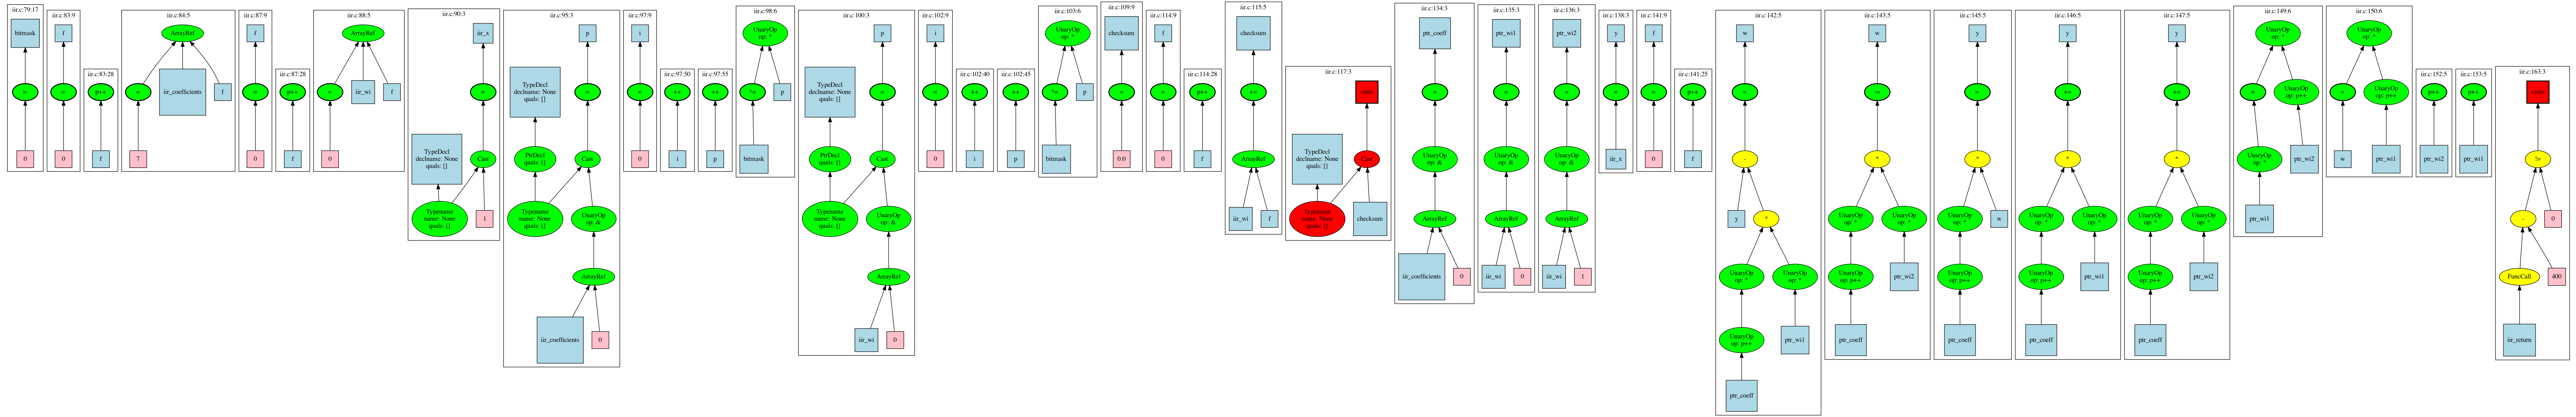 iir.c:79:17
bitmask
=
0
iir.c:83:9
f
=
0
iir.c:83:28
p++
f
iir.c:84:5
ArrayRef
=
iir_coefficients
f
7
iir.c:87:9
f
=
0
iir.c:87:28
p++
f
iir.c:88:5
ArrayRef
=
iir_wi
f
0
iir.c:90:3
iir_x
=
TypeDecl
declname: None
quals: []
Cast
Typename
name: None
quals: []
1
iir.c:95:3
p
TypeDecl
declname: None
quals: []
=
PtrDecl
quals: []
Cast
Typename
name: None
quals: []
UnaryOp
op: &
ArrayRef
iir_coefficients
0
iir.c:97:9
i
=
0
iir.c:97:50
++
i
iir.c:97:55
++
p
iir.c:98:6
UnaryOp
op: *
^=
p
bitmask
iir.c:100:3
p
TypeDecl
declname: None
quals: []
=
PtrDecl
quals: []
Cast
Typename
name: None
quals: []
UnaryOp
op: &
ArrayRef
iir_wi
0
iir.c:102:9
i
=
0
iir.c:102:40
++
i
iir.c:102:45
++
p
iir.c:103:6
UnaryOp
op: *
^=
p
bitmask
iir.c:109:9
checksum
=
0.0
iir.c:114:9
f
=
0
iir.c:114:28
p++
f
iir.c:115:5
checksum
+=
ArrayRef
iir_wi
f
iir.c:117:3
TypeDecl
declname: None
quals: []
Cast
Typename
name: None
quals: []
checksum
iir.c:134:3
ptr_coeff
=
UnaryOp
op: &
ArrayRef
iir_coefficients
0
iir.c:135:3
ptr_wi1
=
UnaryOp
op: &
ArrayRef
iir_wi
0
iir.c:136:3
ptr_wi2
=
UnaryOp
op: &
ArrayRef
iir_wi
1
iir.c:138:3
y
=
iir_x
iir.c:141:9
f
=
0
iir.c:141:25
p++
f
iir.c:142:5
w
=
-
y
*
UnaryOp
op: *
UnaryOp
op: *
UnaryOp
op: p++
ptr_wi1
ptr_coeff
iir.c:143:5
w
-=
*
UnaryOp
op: *
UnaryOp
op: *
UnaryOp
op: p++
ptr_wi2
ptr_coeff
iir.c:145:5
y
=
*
UnaryOp
op: *
w
UnaryOp
op: p++
ptr_coeff
iir.c:146:5
y
+=
*
UnaryOp
op: *
UnaryOp
op: *
UnaryOp
op: p++
ptr_wi1
ptr_coeff
iir.c:147:5
y
+=
*
UnaryOp
op: *
UnaryOp
op: *
UnaryOp
op: p++
ptr_wi2
ptr_coeff
iir.c:149:6
UnaryOp
op: *
=
UnaryOp
op: p++
UnaryOp
op: *
ptr_wi2
ptr_wi1
iir.c:150:6
UnaryOp
op: *
=
UnaryOp
op: p++
w
ptr_wi1
iir.c:152:5
p++
ptr_wi2
iir.c:153:5
p++
ptr_wi1
iir.c:163:3
!=
-
0
FuncCall
400
iir_return